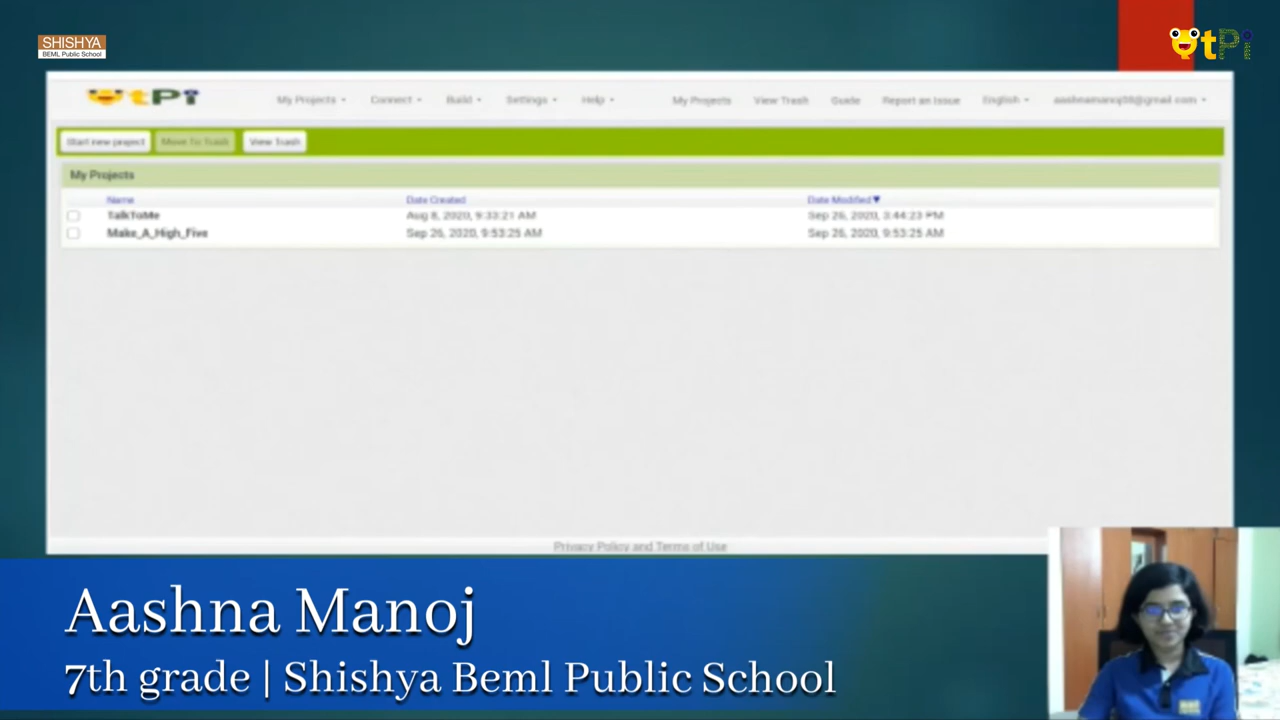 SHISHYA
BEML Public School
UtPi
UtPi
My Projects Connect Build Settings Help My Projects View Trash Guide Report an Issue English
Start new project Move To Trash View Trash
My Projects
Name Date Created Date Modified
TalkToMe Aug 8, 2020, 9:33:21 AM Sep 26, 2020, 3:44:23 PM
Make_A_High_Five Sep 26, 2020, 9:53:25 AM Sep 26, 2020, 9:53:25 AM
Privacy Policy and Terms of Use
Aashna Manoj
7th grade | Shishya Beml Public School